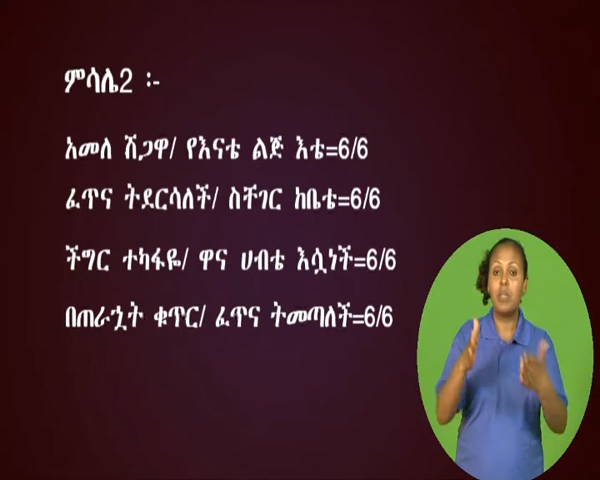 ምሳሌ2 ፡-
አመለ ሸጋዋ/ የእናቴ ልጅ እቴ=6/6
ፈጥና ትደርሳለች/ ስቸገር ከቤቴ=6/6
ችግር ተካፋዬ/ ዋና ሀብቴ እሷነች=6/6
በጠራኋት ቁጥር/ ፈጥና ትመጣለች=6/6